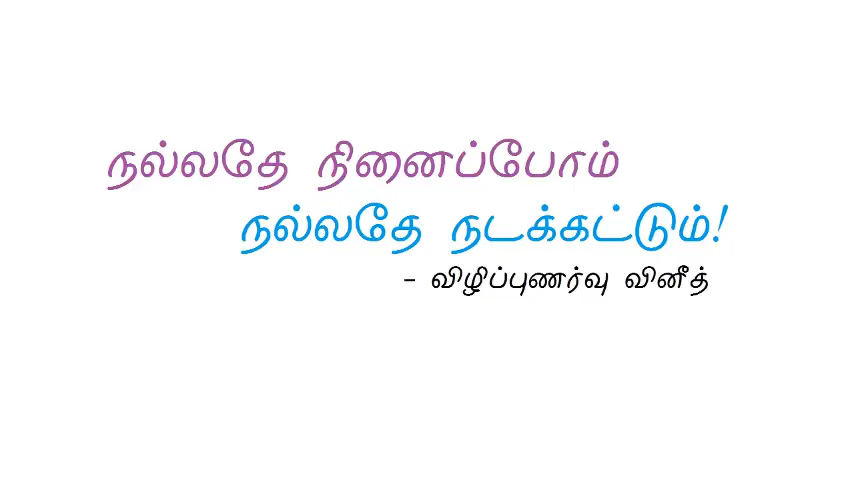 நல்லதே நினைப்போம்
நல்லதே நடக்கட்டும்!
- விழிப்புணர்வு வினீத்